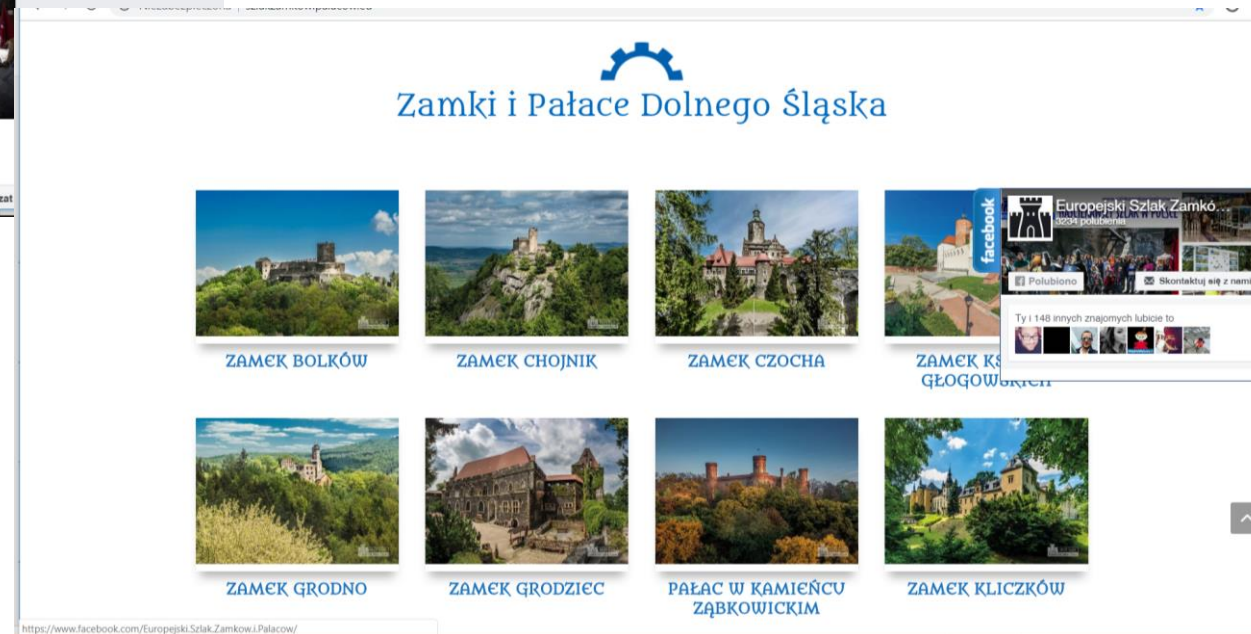 Zamki i Pałace Dolnego Śląska
facebook
Europejski Szlak Zamkó...
3234 polubienia
Polubiono
Skontaktuj się z nami
Ty i 148 innych znajomych lubicie to
ZAMEK BOLKÓW
ZAMEK CHOJNIK
ZAMEK CZOCHA
ZAMEK
GŁOGOWSKICH
ZAMEK GRODNO
ZAMEK GRODZIEC
PAŁAC W KAMIEŃCU
ZĄBKOWICKIM
ZAMEK KLICZKÓW
https://www.facebook.com/Europejski.Szlak.Zamkow.i.Palacow/